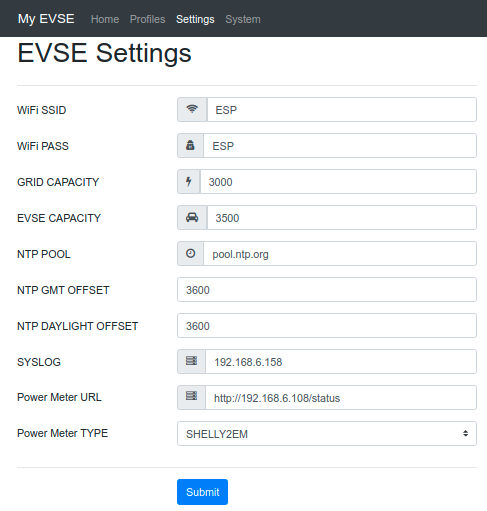 My EVSE Home Profiles Settings System
EVSE Settings
WiFi SSID ESP
WiFi PASS ESP
GRID CAPACITY 3000
EVSE CAPACITY 3500
NTP POOL pool.ntp.org
NTP GMT OFFSET 3600
NTP DAYLIGHT OFFSET 3600
SYSLOG 192.168.6.158
Power Meter URL http://192.168.6.108/status
Power Meter TYPE SHELLY2EM
Submit